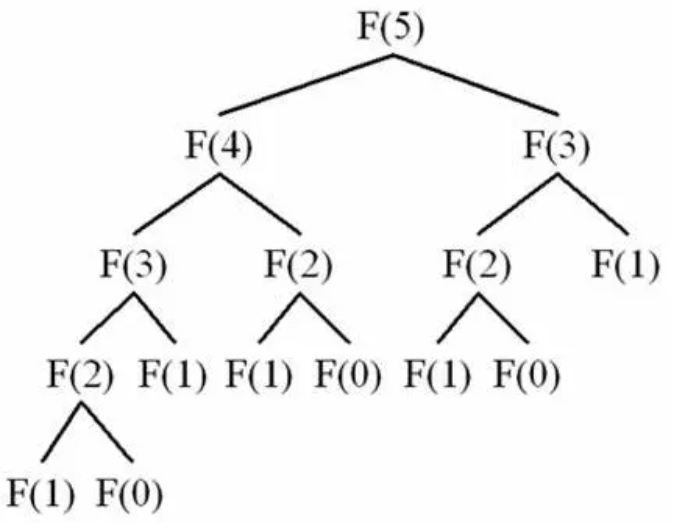 F(5)
F(4) F(3)
F(3) F(2) F(2) F(1)
F(2) F(1) F(1) F(0) F(1) F(0)
F(1) F(0)